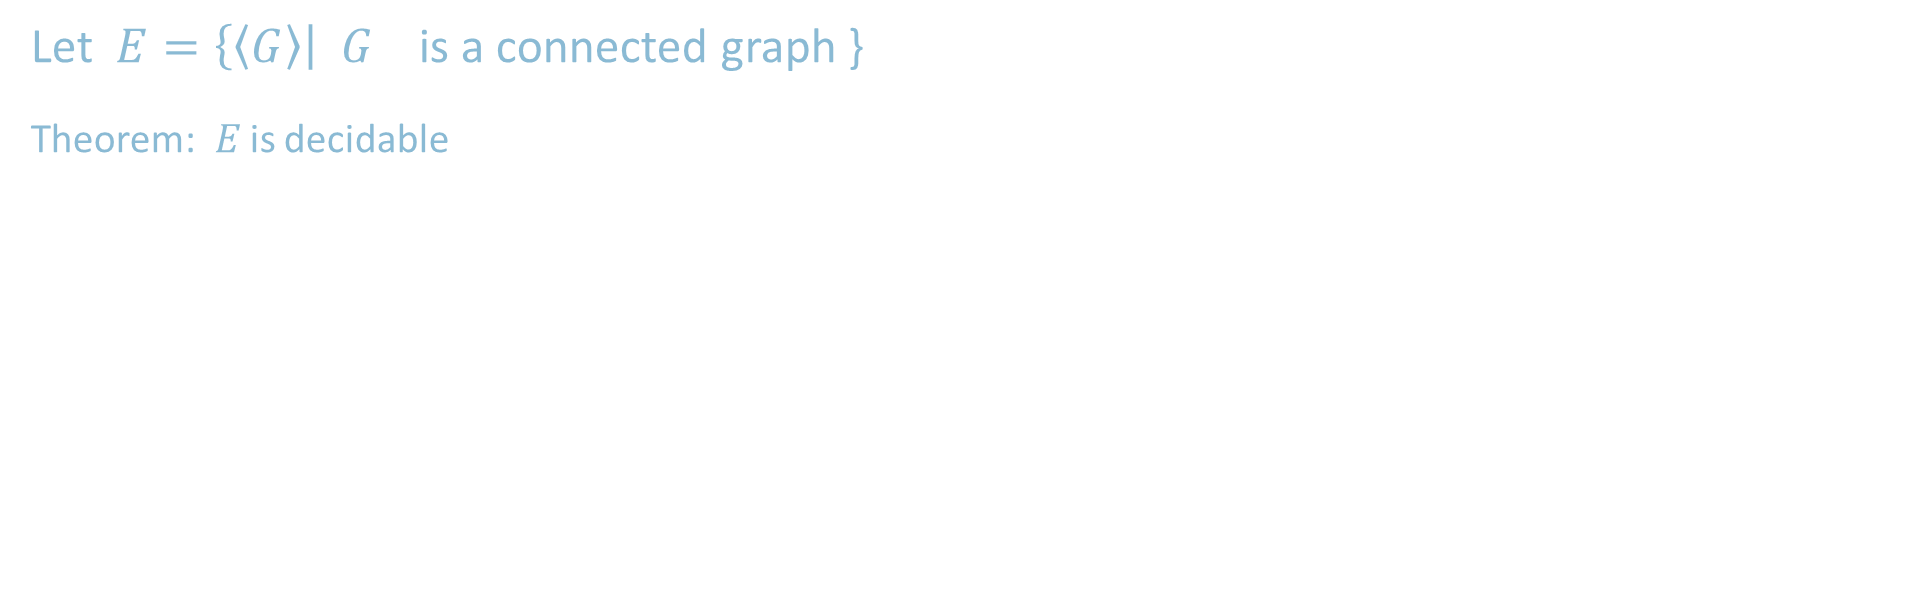 Let E = {⟨G⟩| G is a connected graph }
Theorem: E is decidable